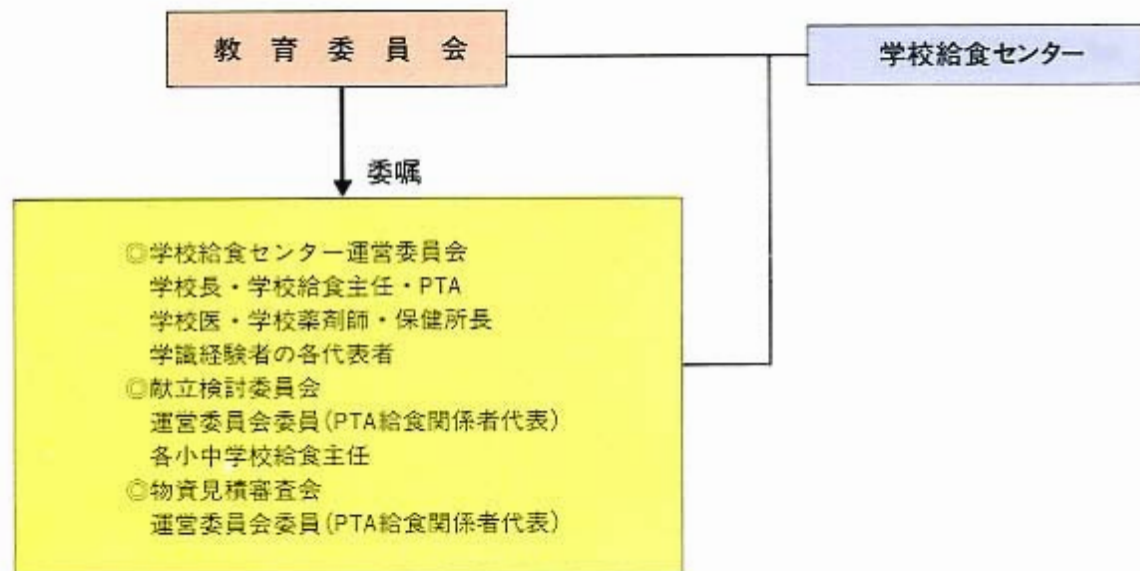 教育委員会
学校給食センター
委嘱
◎学校給食センター運営委員会
学校長・学校給食主任・PTA
学校医・学校薬剤師・保健所長
学識経験者の各代表者
◎献立検討委員会
運営委員会委員(PTA給食関係者代表)
各小中学校給食主任
◎物資見積審査会
運営委員会委員(PTA給食関係者代表)